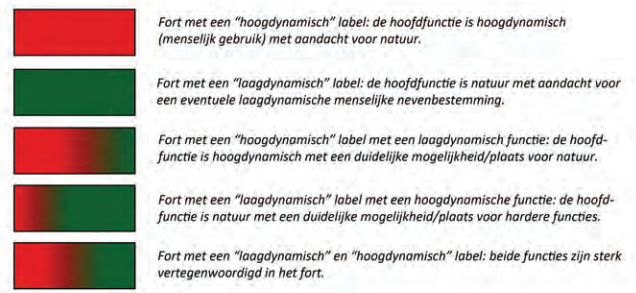 Fort met een “hoogdynamisch” label: de hoofdfunctie is hoogdynamisch
(menselijk gebruik) met aandacht voor natuur.
Fort met een “laagdynamisch” label: de hoofdfunctie is natuur met aandacht voor
een eventuele laagdynamische menselijke nevenbestemming.
Fort met een “hoogdynamisch” label met een laagdynamisch functie: de hoofd-
functie is hoogdynamisch met een duidelijke mogelijkheid/plaats voor natuur.
Fort met een “laagdynamisch” label met een hoogdynamische functie: de hoofd-
functie is natuur met een duidelijke mogelijkheid/plaats voor hardere functies.
Fort met een “laagdynamisch” en “hoogdynamisch” label: beide functies zijn sterk
vertegenwoordigd in het fort.